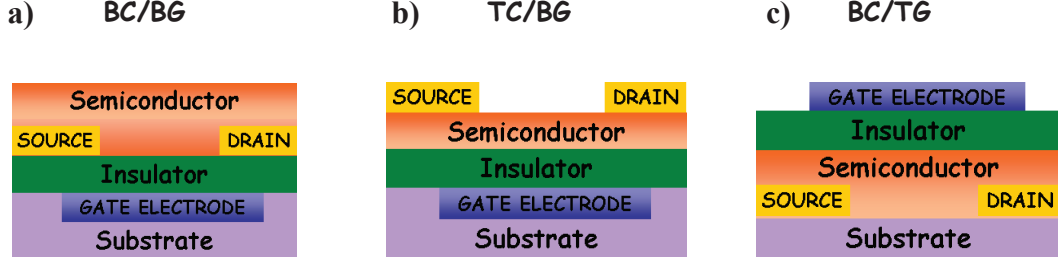 a) BC/BG
Semiconductor
SOURCE DRAIN
Insulator
GATE ELECTRODE
Substrate
b) TC/BG
SOURCE DRAIN
Semiconductor
Insulator
GATE ELECTRODE
Substrate
c) BC/TG
GATE ELECTRODE
Insulator
Semiconductor
SOURCE DRAIN
Substrate